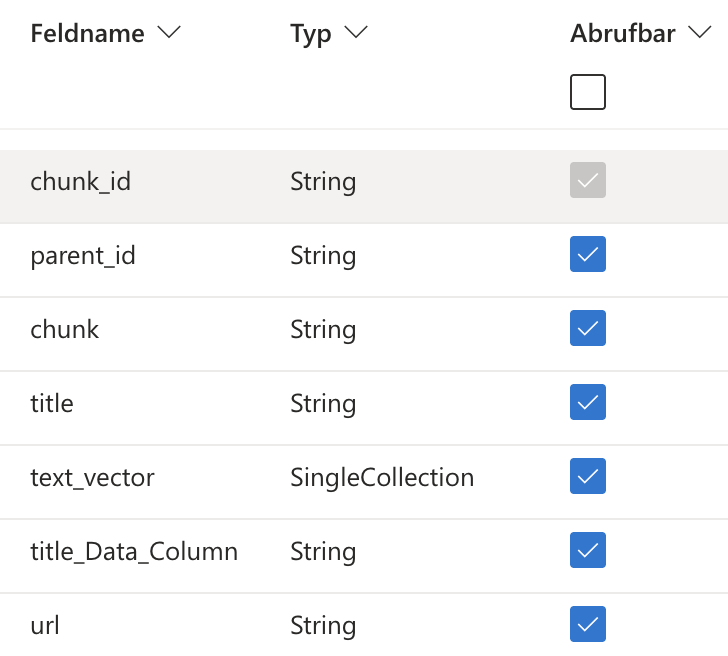 Feldname Typ Abrufbar
chunk_id String
parent_id String
chunk String
title String
text_vector SingleCollection
title_Data_Column String
url String